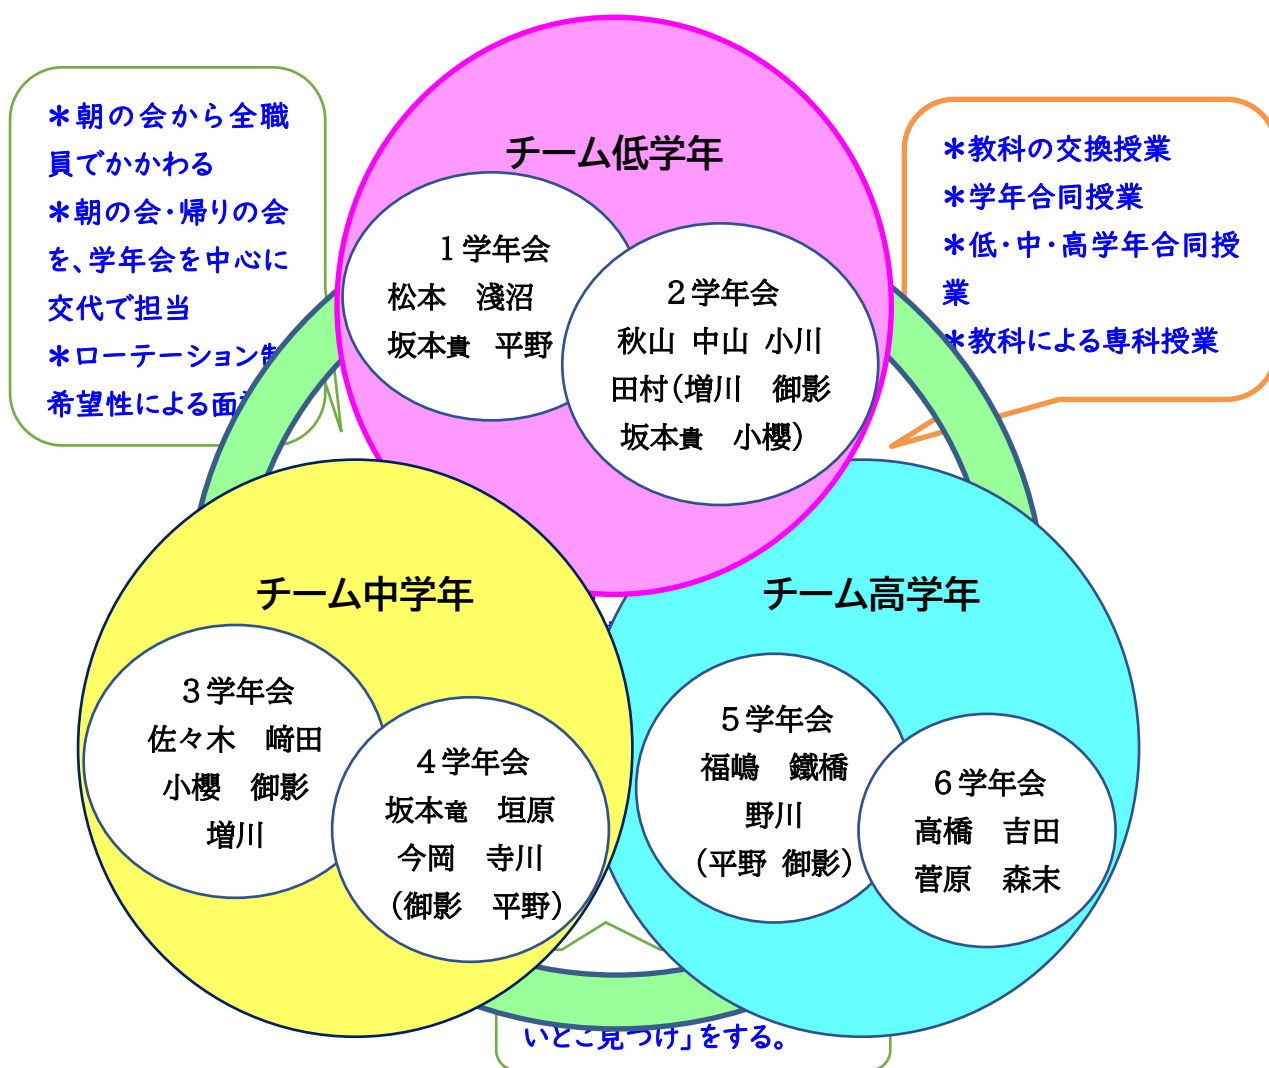 ＊朝の会から全職
員でかかわる
＊朝の会・帰りの会
を、学年会を中心に
交代で担当
＊ローテーション
希望性による面
チーム低学年
１学年会
松本　淺沼
坂本貴　平野
２学年会
秋山 中山 小川
田村（増川　御影
坂本貴　小櫻）
＊教科の交換授業
＊学年合同授業
＊低・中・高学年合同授
業
＊教科による専科授業
チーム中学年
３学年会
佐々木　﨑田
小櫻　御影
増川
４学年会
坂本竜　垣原
今岡　寺川
（御影　平野）
チーム高学年
５学年会
福嶋　鐵橋
野川
（平野 御影）
６学年会
高橋　吉田
菅原　森末
いとこ見つけ」をする。